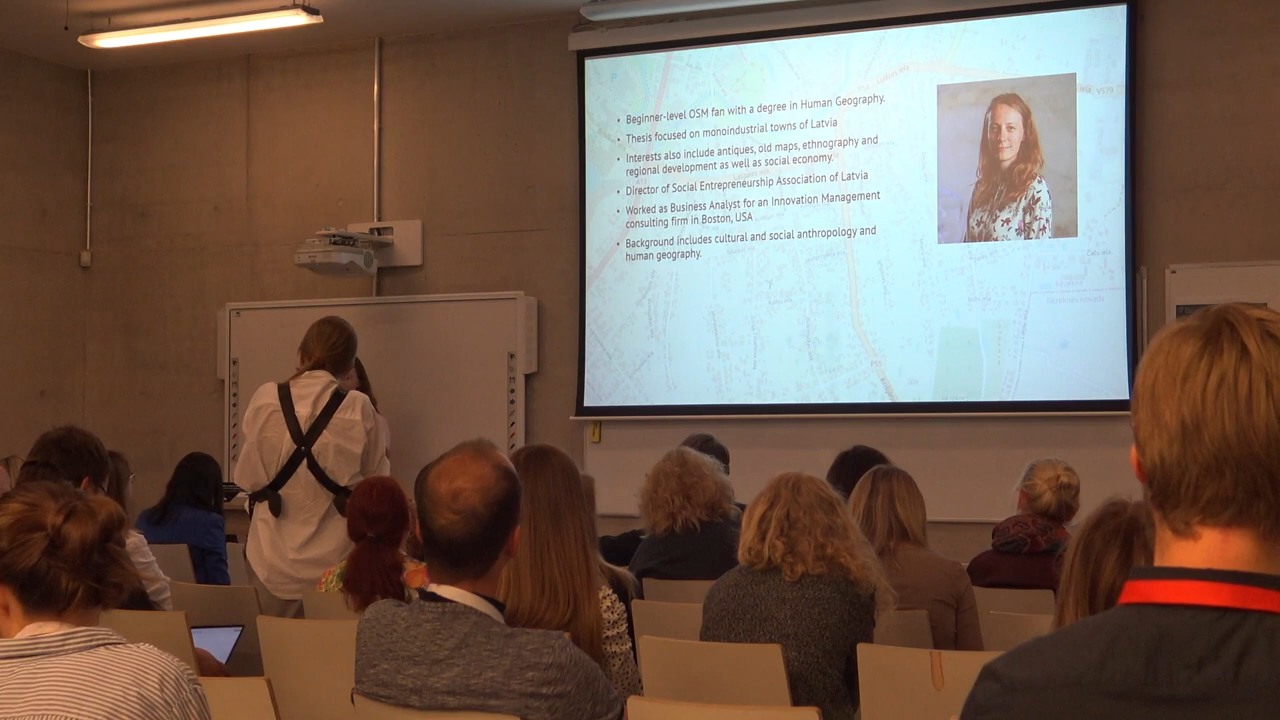 • Beginner-level OSM fan with a degree in Human Geography.
• Thesis focused on monoindustrial towns of Latvia
• Interests also include antiques, old maps, ethnography and
regional development as well as social economy.
• Director of Social Entrepreneurship Association of Latvia
• Worked as Business Analyst for an Innovation Management
consulting firm in Boston, USA
• Background includes cultural and social anthropology and
human geography.
V579
P15